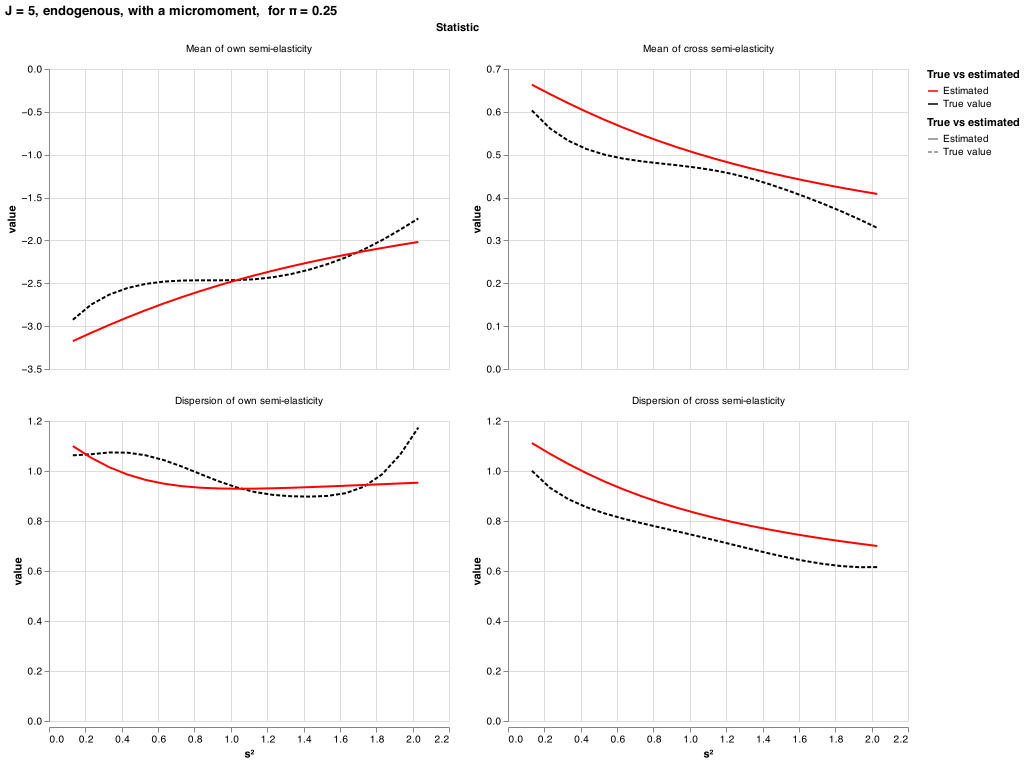 J = 5, endogenous, with a micromoment, for π = 0.25
Statistic
Mean of own semi-elasticity
0.0
−0.5
−1.0
−1.5
−2.0
−2.5
−3.0
−3.5
value
Mean of cross semi-elasticity
0.7
0.6
0.5
0.4
0.3
0.2
0.1
0.0
value
True vs estimated
Estimated
True value
True vs estimated
Estimated
True value
Dispersion of own semi-elasticity
1.2
1.0
0.8
0.6
0.4
0.2
0.0
value
0.0 0.2 0.4 0.6 0.8 1.0 1.2 1.4 1.6 1.8 2.0 2.2
s²
Dispersion of cross semi-elasticity
1.2
1.0
0.8
0.6
0.4
0.2
0.0
value
0.0 0.2 0.4 0.6 0.8 1.0 1.2 1.4 1.6 1.8 2.0 2.2
s²